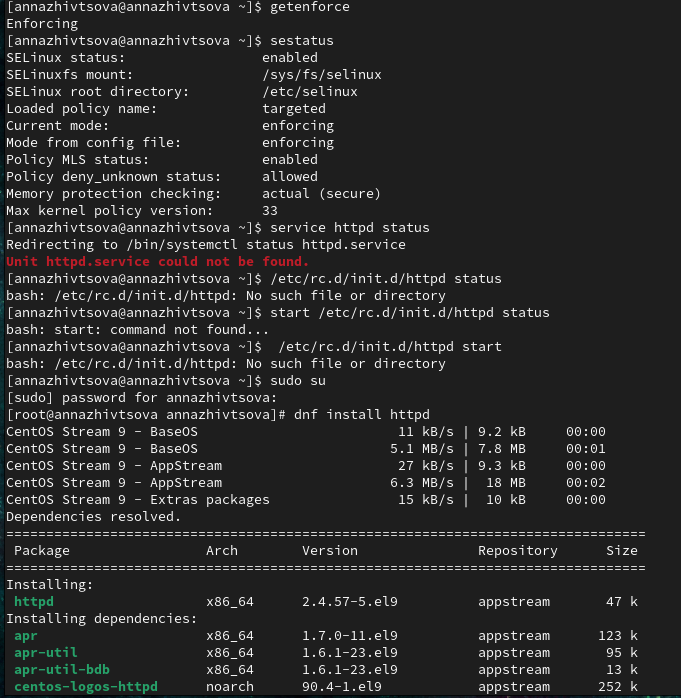 [annazhivtsova@annazhivtsova ~]$ getenforce
Enforcing
[annazhivtsova@annazhivtsova ~]$ sestatus
SELinux status:                 enabled
SELinuxfs mount:                /sys/fs/selinux
SELinux root directory:         /etc/selinux
Loaded policy name:             targeted
Current mode:                   enforcing
Mode from config file:          enforcing
Policy MLS status:              enabled
Policy deny_unknown status:     allowed
Memory protection checking:     actual (secure)
Max kernel policy version:      33
[annazhivtsova@annazhivtsova ~]$ service httpd status
Redirecting to /bin/systemctl status httpd.service
Unit httpd.service could not be found.
[annazhivtsova@annazhivtsova ~]$ /etc/rc.d/init.d/httpd status
bash: /etc/rc.d/init.d/httpd: No such file or directory
[annazhivtsova@annazhivtsova ~]$ start /etc/rc.d/init.d/httpd status
bash: start: command not found...
[annazhivtsova@annazhivtsova ~]$  /etc/rc.d/init.d/httpd start
bash: /etc/rc.d/init.d/httpd: No such file or directory
[annazhivtsova@annazhivtsova ~]$ sudo su
[sudo] password for annazhivtsova:
[root@annazhivtsova annazhivtsova]# dnf install httpd
CentOS Stream 9 - BaseOS                         11 kB/s | 9.2 kB     00:00
CentOS Stream 9 - BaseOS                        5.1 MB/s | 7.8 MB     00:01
CentOS Stream 9 - AppStream                      27 kB/s | 9.3 kB     00:00
CentOS Stream 9 - AppStream                     6.3 MB/s |  18 MB     00:02
CentOS Stream 9 - Extras packages                15 kB/s |  10 kB     00:00
Dependencies resolved.
================================================================================
 Package                 Arch        Version               Repository      Size
================================================================================
Installing:
 httpd                   x86_64      2.4.57-5.el9          appstream       47 k
Installing dependencies:
 apr                     x86_64      1.7.0-11.el9          appstream      123 k
 apr-util                x86_64      1.6.1-23.el9          appstream       95 k
 apr-util-bdb            x86_64      1.6.1-23.el9          appstream       13 k
 centos-logos-httpd      noarch      90.4-1.el9            appstream      252 k